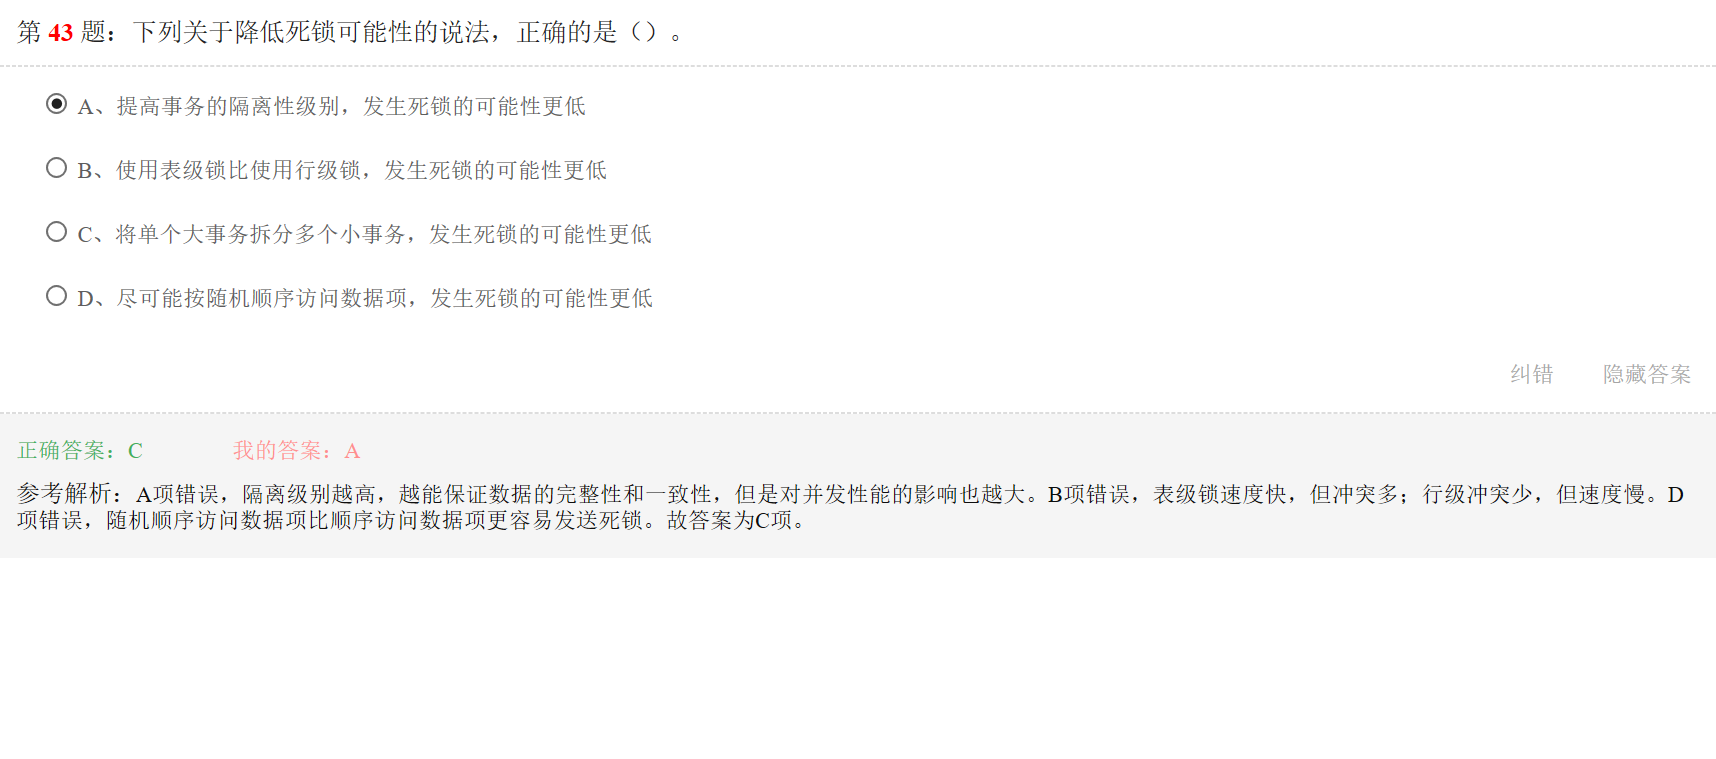 第 43 题：下列关于降低死锁可能性的说法，正确的是（）。
A、提高事务的隔离性级别，发生死锁的可能性更低
B、使用表级锁比使用行级锁，发生死锁的可能性更低
C、将单个大事务拆分多个小事务，发生死锁的可能性更低
D、尽可能按随机顺序访问数据项，发生死锁的可能性更低
纠错 隐藏答案
正确答案：C 我的答案：A
参考解析：A项错误，隔离级别越高，越能保证数据的完整性和一致性，但是对并发性能的影响也越大。B项错误，表级锁速度快，但冲突多；行级冲突少，但速度慢。D
项错误，随机顺序访问数据项比顺序访问数据项更容易发送死锁。故答案为C项。